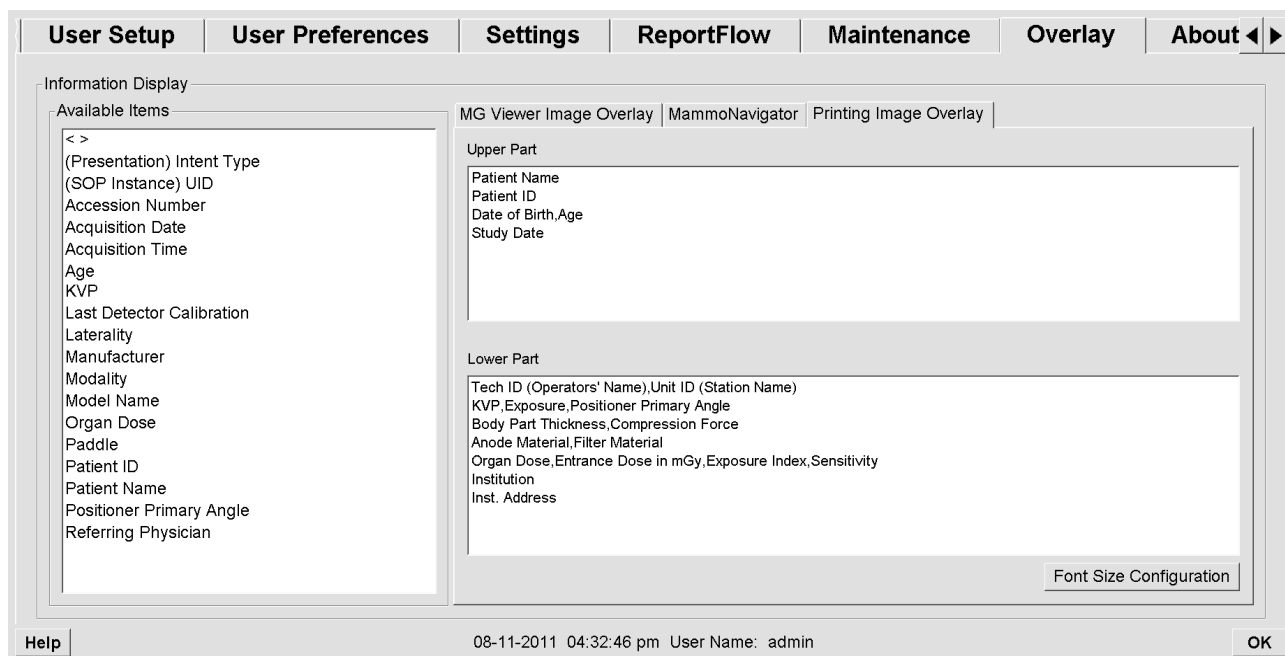 User Setup
User Preferences
Settings
ReportFlow
Maintenance
Overlay
About
Information Display
Available Items
< >
(Presentation) Intent Type
(SOP Instance) UID
Accession Number
Acquisition Date
Acquisition Time
Age
KVP
Last Detector Calibration
Laterality
Manufacturer
Modality
Model Name
Organ Dose
Paddle
Patient ID
Patient Name
Positioner Primary Angle
Referring Physician
MG Viewer Image Overlay
MammoNavigator
Printing Image Overlay
Upper Part
Patient Name
Patient ID
Date of Birth,Age
Study Date
Lower Part
Tech ID (Operators' Name),Unit ID (Station Name)
KVP,Exposure,Positioner Primary Angle
Body Part Thickness,Compression Force
Anode Material,Filter Material
Organ Dose,Entrance Dose in mGy,Exposure Index,Sensitivity
Institution
Inst. Address
Font Size Configuration
Help
08-11-2011 04:32:46 pm User Name: admin
OK